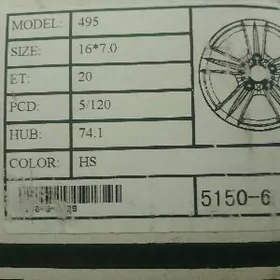 MODEL: 495
SIZE: 16*7.0
ET: 20
PCD: 5/120
HUB: 74.1
COLOR: HS
5150-6